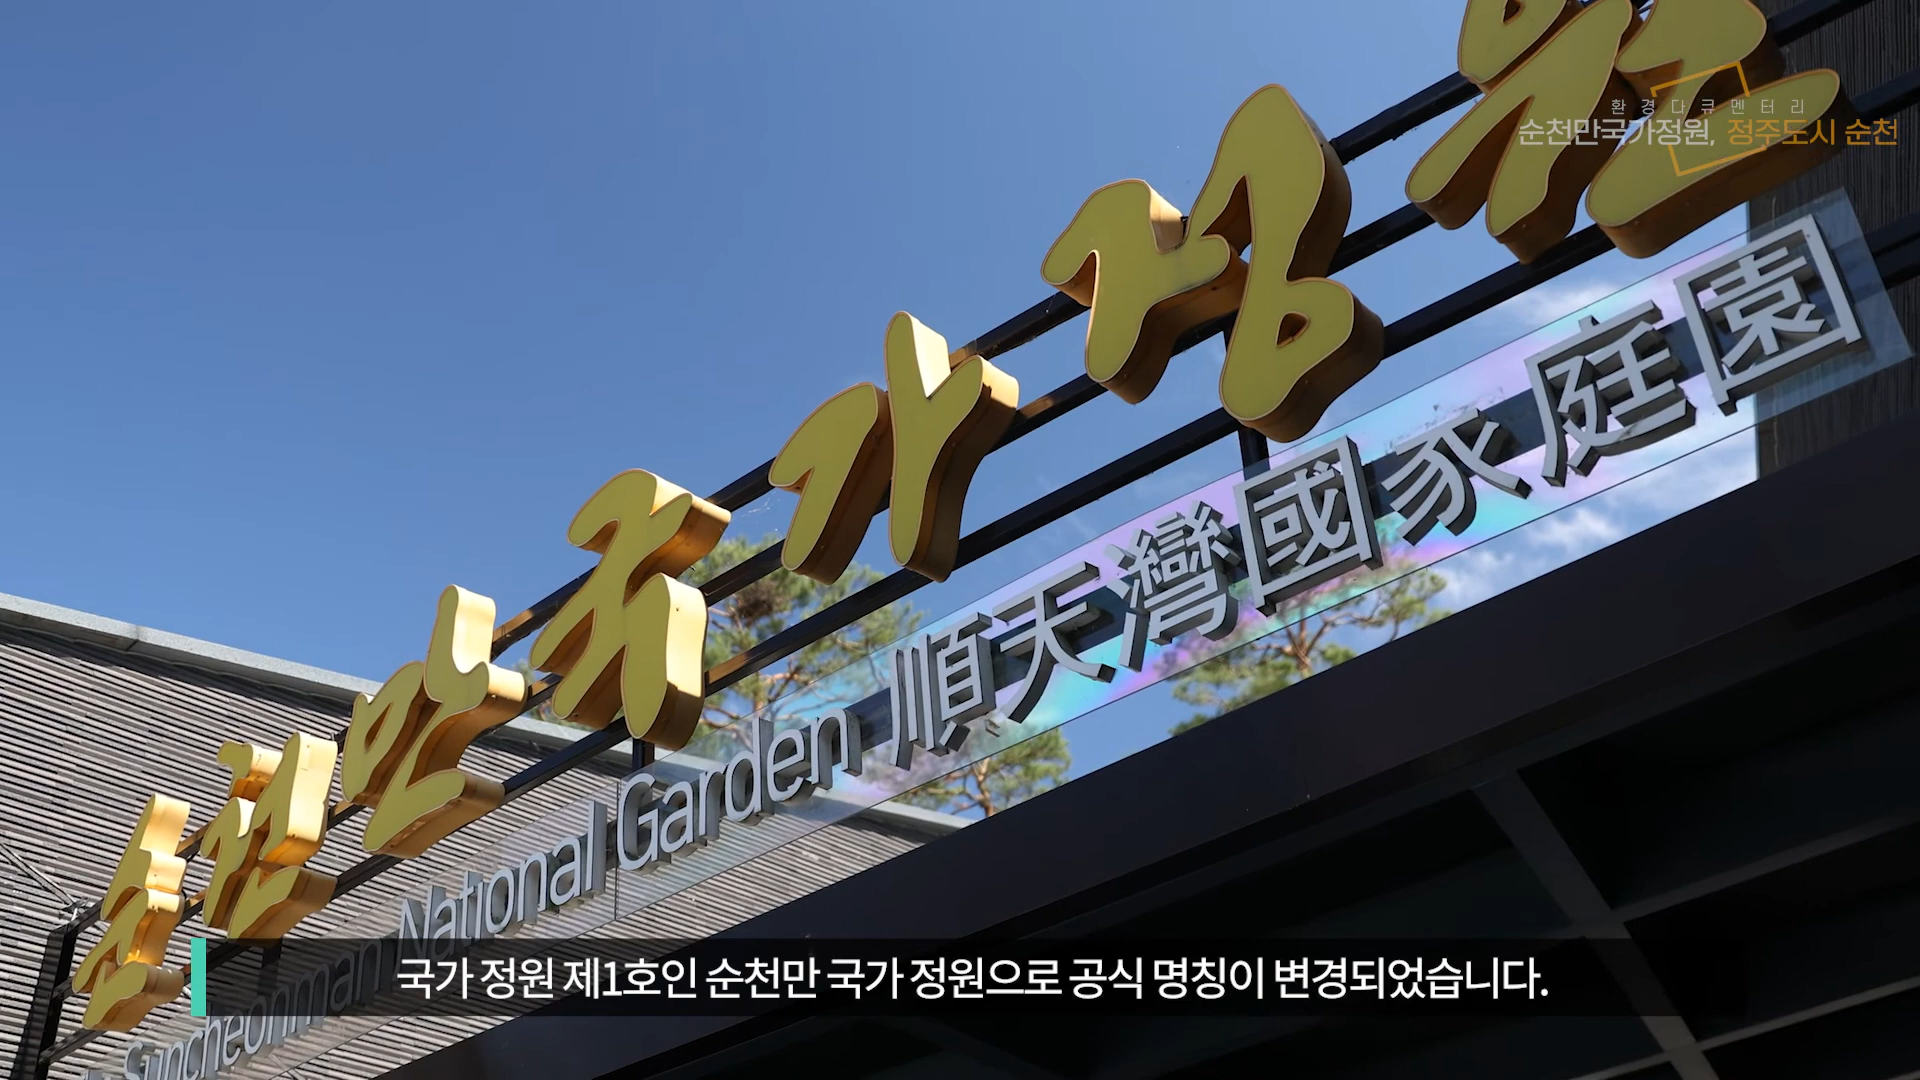 환경다큐멘터리
순천만국가정원, 정주도시 순천
순천만국가정원
Suncheonman National Garden 順天灣國家庭園
국가 정원 제1호인 순천만 국가 정원으로 공식 명칭이 변경되었습니다.